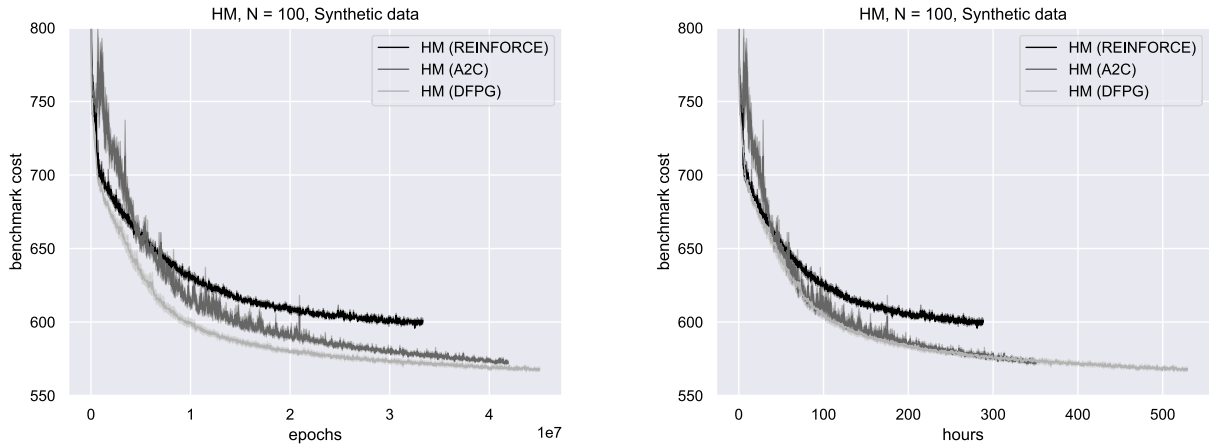 HM, N = 100, Synthetic data
800
750
700
650
600
550
benchmark cost
HM (REINFORCE)
HM (A2C)
HM (DFPG)
0 1 2 3 4
epochs
1e7
HM, N = 100, Synthetic data
800
750
700
650
600
550
benchmark cost
HM (REINFORCE)
HM (A2C)
HM (DFPG)
0 100 200 300 400 500
hours